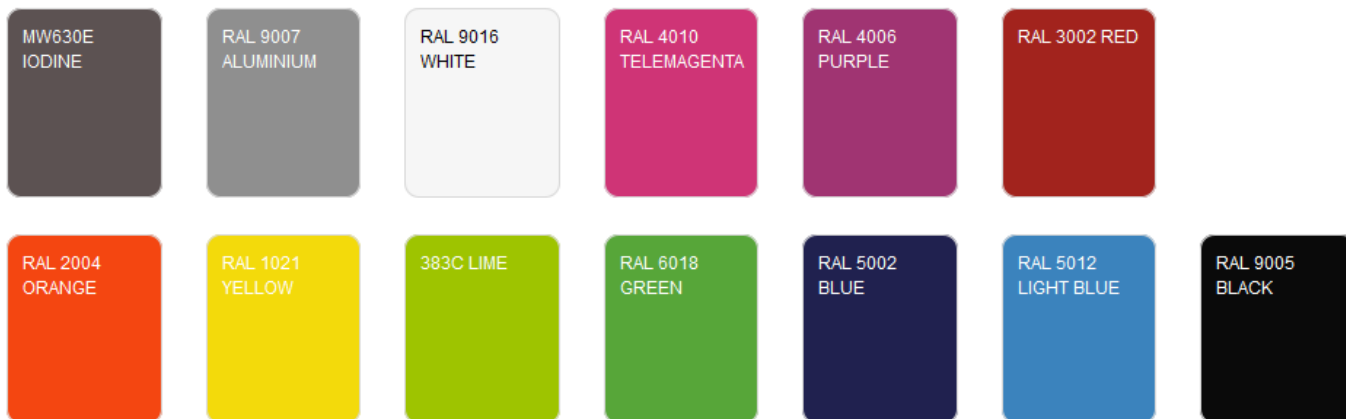 MW630E
IODINE
RAL 9007
ALUMINIUM
RAL 9016
WHITE
RAL 4010
TELEMAGENTA
RAL 4006
PURPLE
RAL 3002 RED
RAL 2004
ORANGE
RAL 1021
YELLOW
383C LIME
RAL 6018
GREEN
RAL 5002
BLUE
RAL 5012
LIGHT BLUE
RAL 9005
BLACK